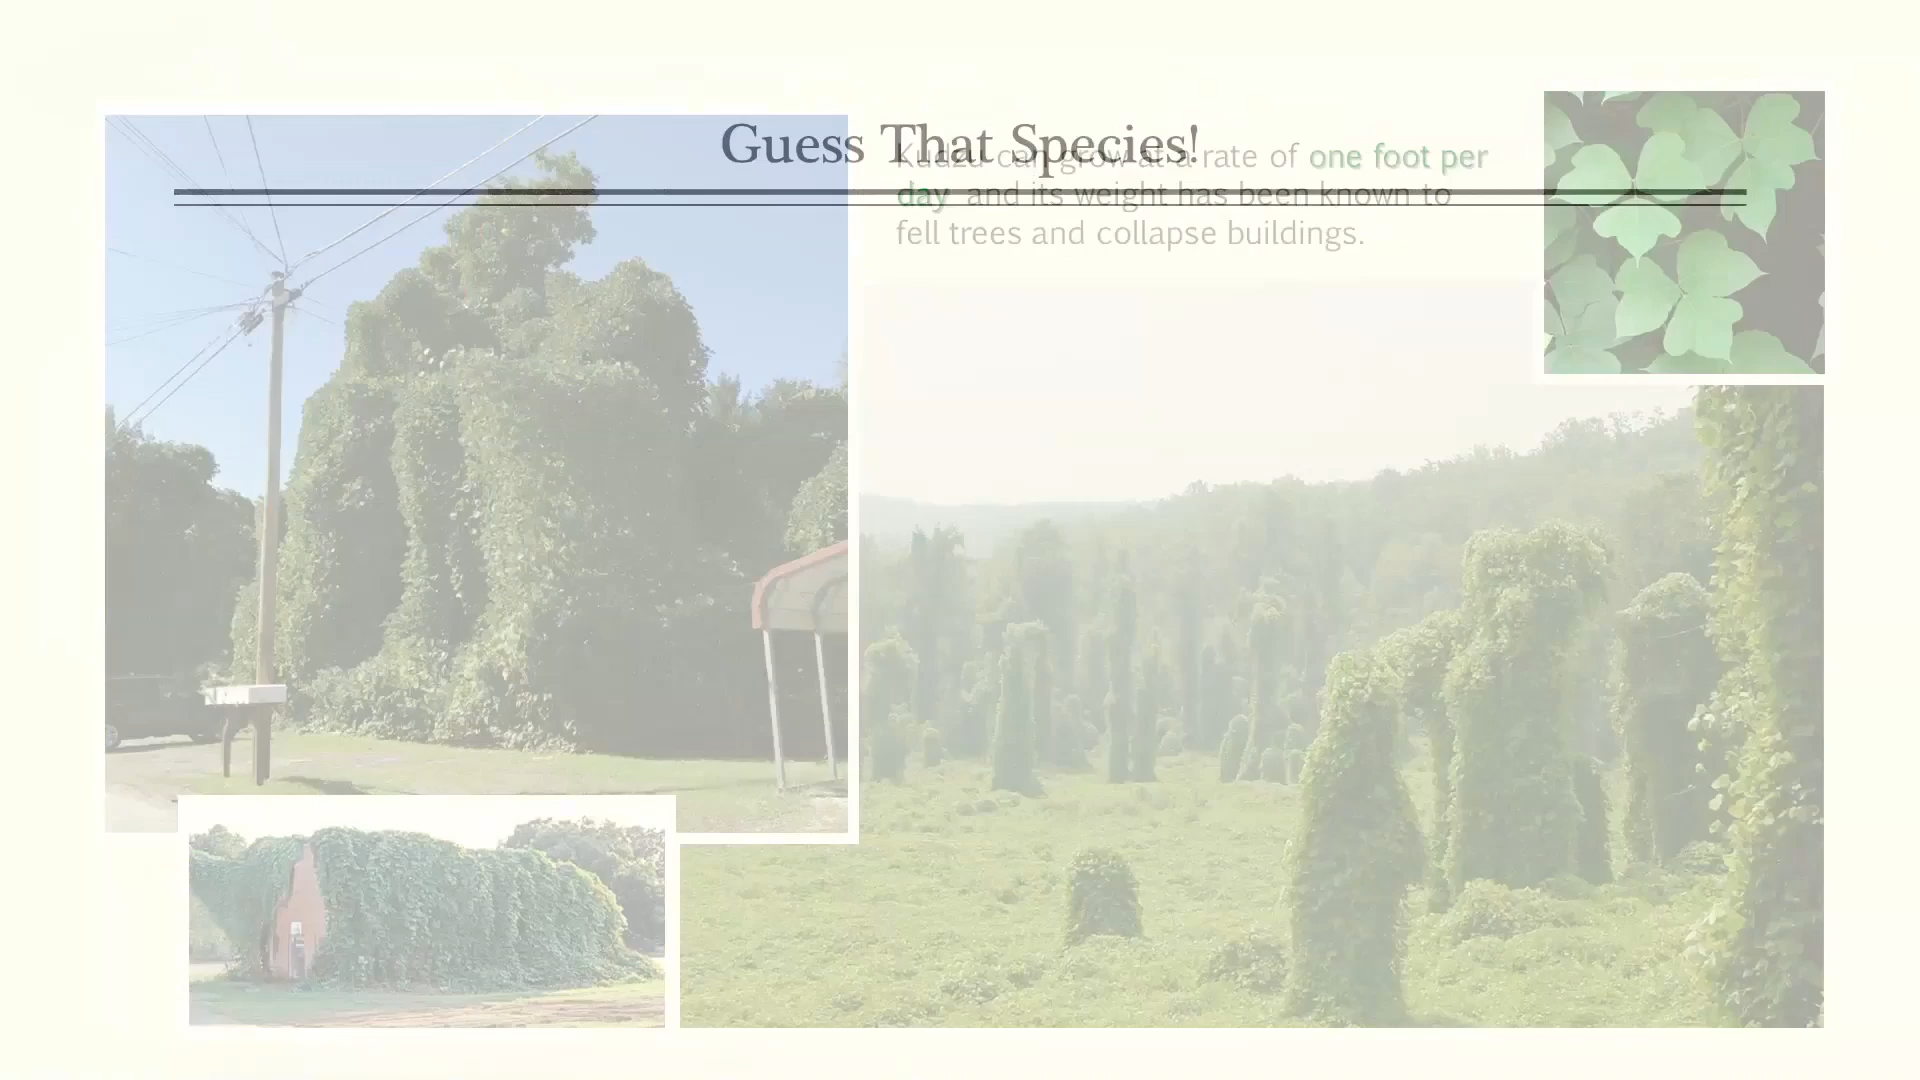 Guess That Species!
Kudzu can grow at a rate of one foot per
day and its weight has been known to
fell trees and collapse buildings.